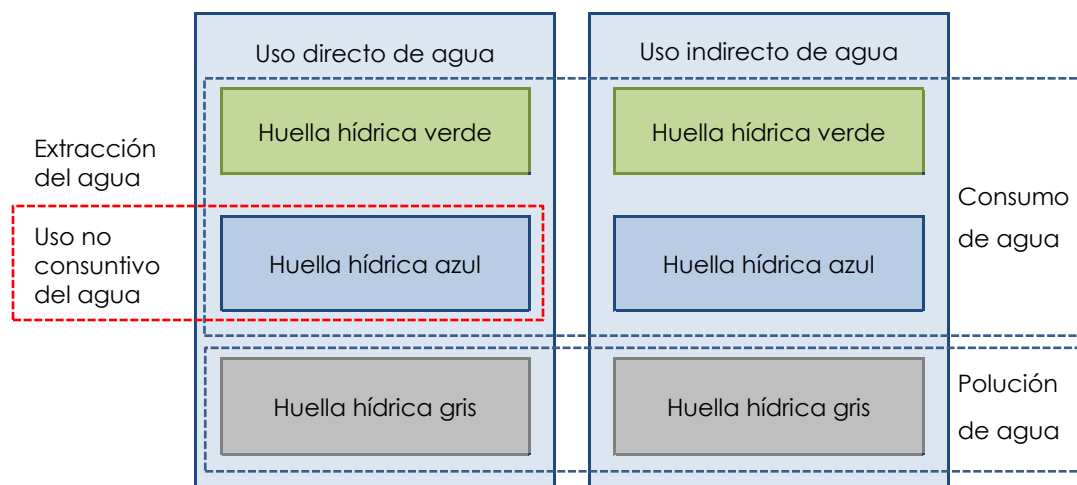 Uso directo de agua
Uso indirecto de agua
Huella hídrica verde
Huella hídrica verde
Extracción
del agua
Consumo
de agua
Uso no
consuntivo
del agua
Huella hídrica azul
Huella hídrica azul
Huella hídrica gris
Huella hídrica gris
Polución
de agua